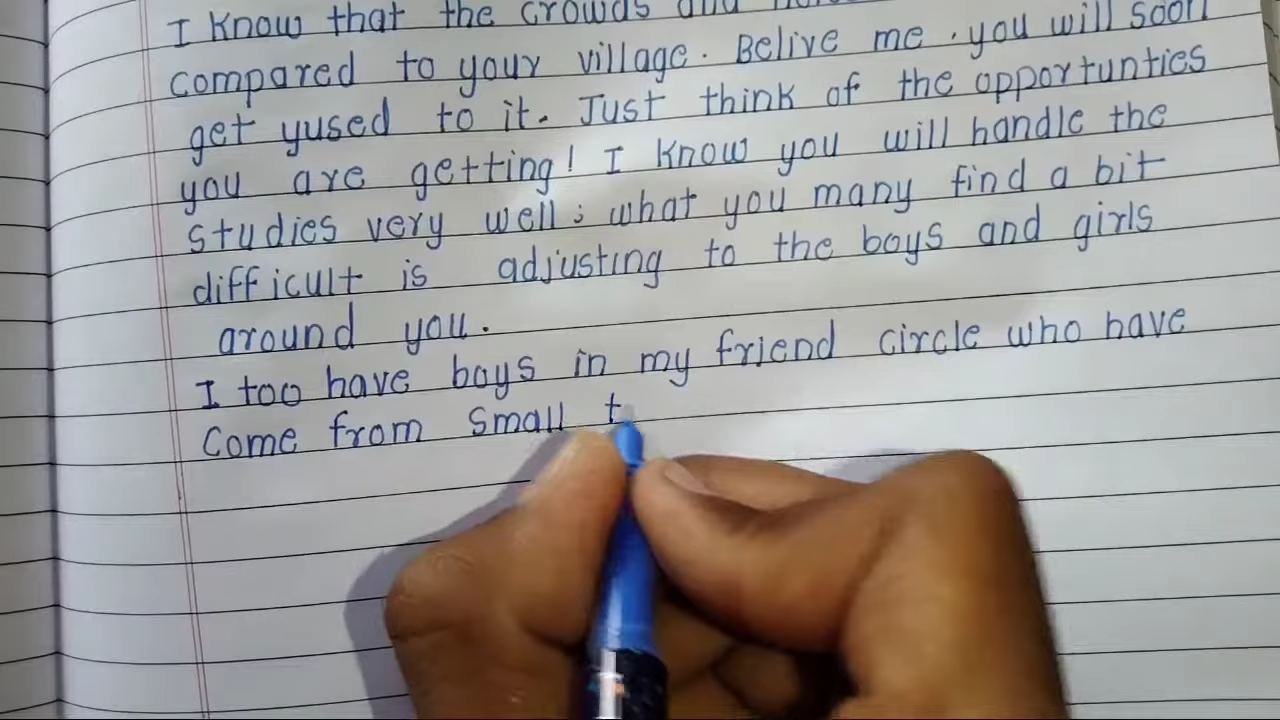 I know that the crowds and
compared to your village. Belive me , you will soon
get yused to it. Just think of the opportunties
you are getting! I know you will handle the
studies very well ; what you many find a bit
difficult is adjusting to the boys and girls
around you.
I too have boys in my friend circle who have
come from small t